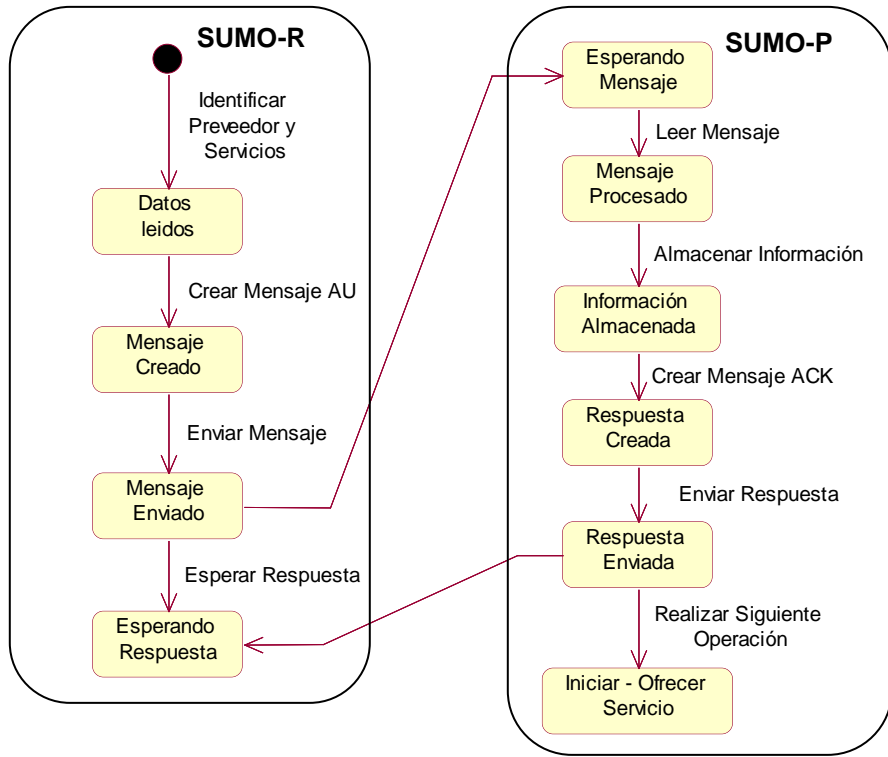 SUMO-R
Identificar
Preveedor y
Servicios
Datos
leidos
Crear Mensaje AU
Mensaje
Creado
Enviar Mensaje
Mensaje
Enviado
Esperar Respuesta
Esperando
Respuesta
SUMO-P
Esperando
Mensaje
Leer Mensaje
Mensaje
Procesado
Almacenar Información
Información
Almacenada
Crear Mensaje ACK
Respuesta
Creada
Enviar Respuesta
Respuesta
Enviada
Realizar Siguiente
Operación
Iniciar - Ofrecer
Servicio